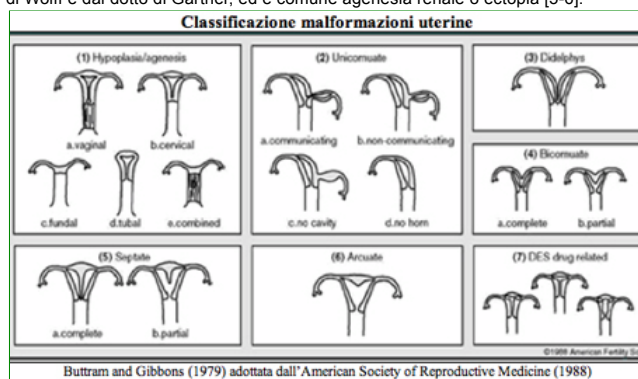 di Wolff e dal dotto di Gartner, ed è comune agenesia renale o ectopia [5-6].
Classificazione malformazioni uterine
(1) Hypoplasia/agenesis
a.vaginal
b.cervical
c.fundal
d.tubal
e.combined
(2) Unicornuate
a.communicating
b.non-communicating
c.no cavity
d.no horn
(3) Didelphys
(4) Bicornuate
a.complete
b.partial
(5) Septate
a.complete
b.partial
(6) Arcuate
(7) DES drug related
©1988 American Fertility So
Buttram and Gibbons (1979) adottata dall'American Society of Reproductive Medicine (1988)